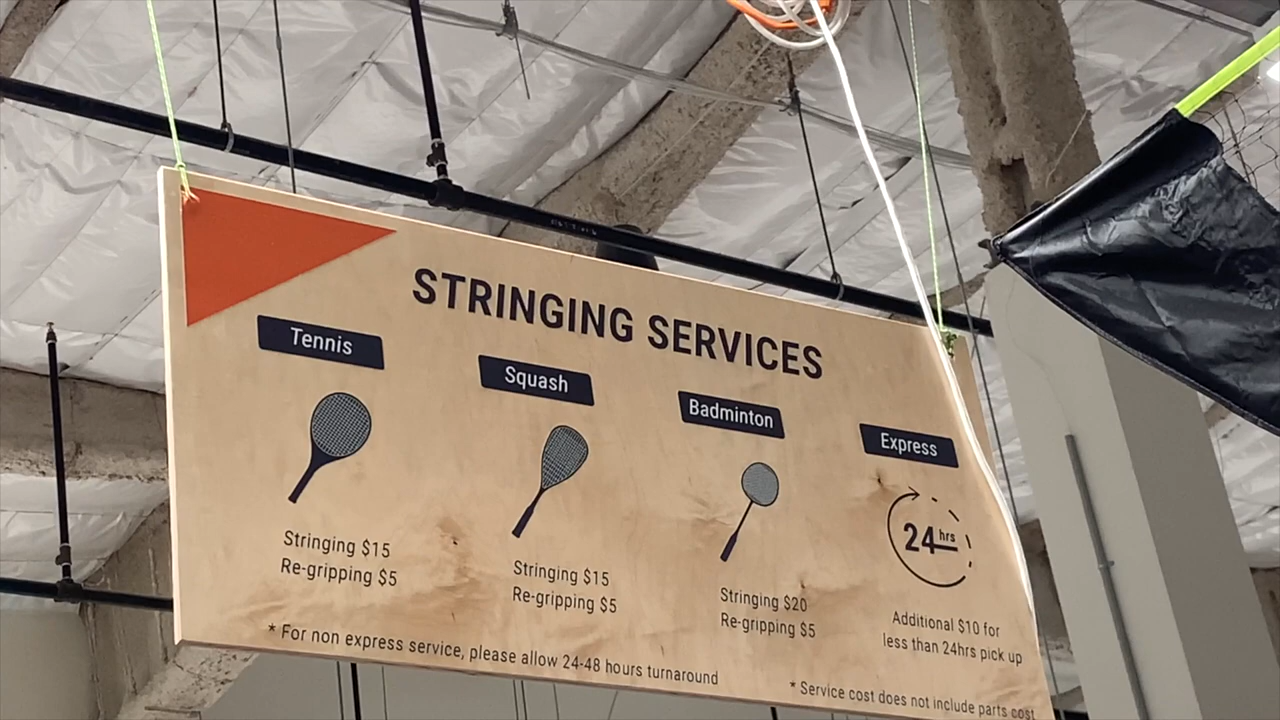 STRINGING SERVICES
Tennis
Stringing $15
Re-gripping $5
Squash
Stringing $15
Re-gripping $5
Badminton
Stringing $20
Re-gripping $5
Express
24 hrs
Additional $10 for
less than 24hrs pick up
* For non express service, please allow 24-48 hours turnaround
* Service cost does not include parts cost